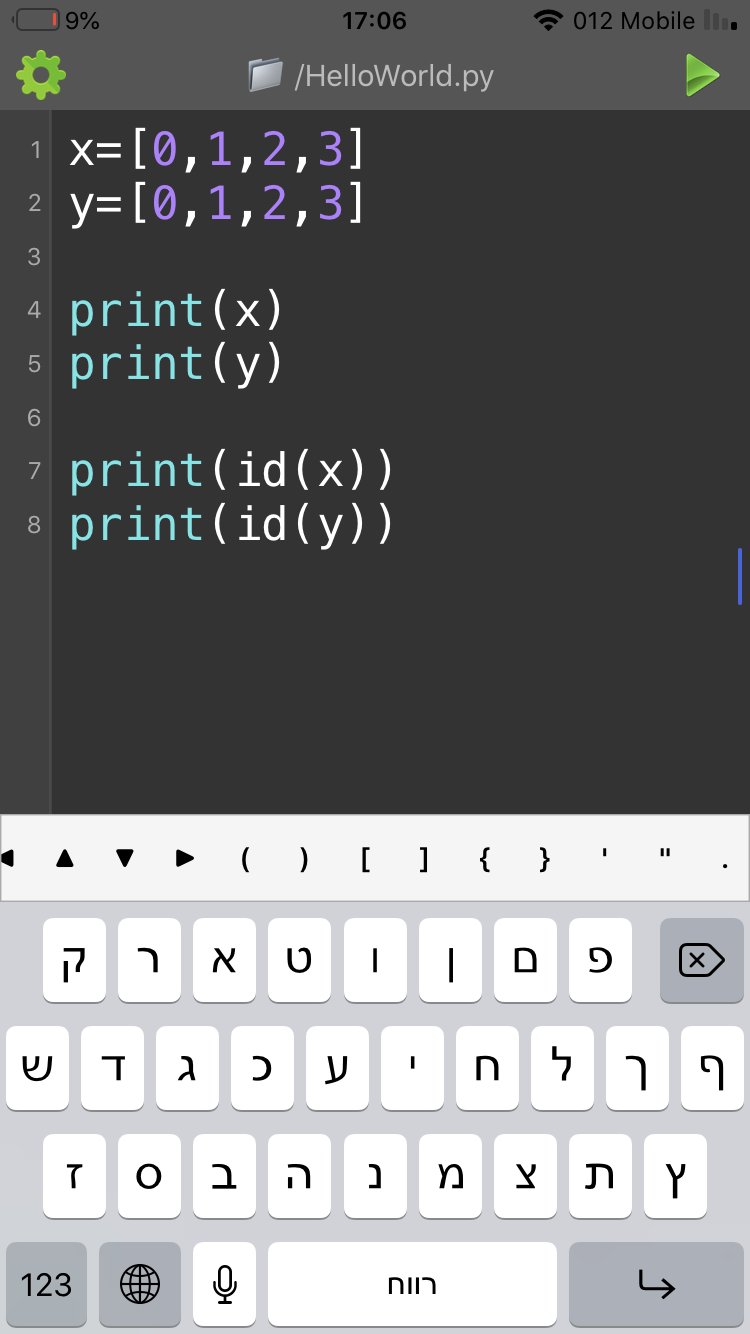 9% 17:06 012 Mobile
/HelloWorld.py
1 x=[0,1,2,3]
2 y=[0,1,2,3]
3
4 print(x)
5 print(y)
6
7 print(id(x))
8 print(id(y))
( ) [ ] { } ' " .
ק ר א ט ו ן ם פ
ש ד ג כ ע י ח ל ך ף
ז ס ב ה נ מ צ ת ץ
123 רווח